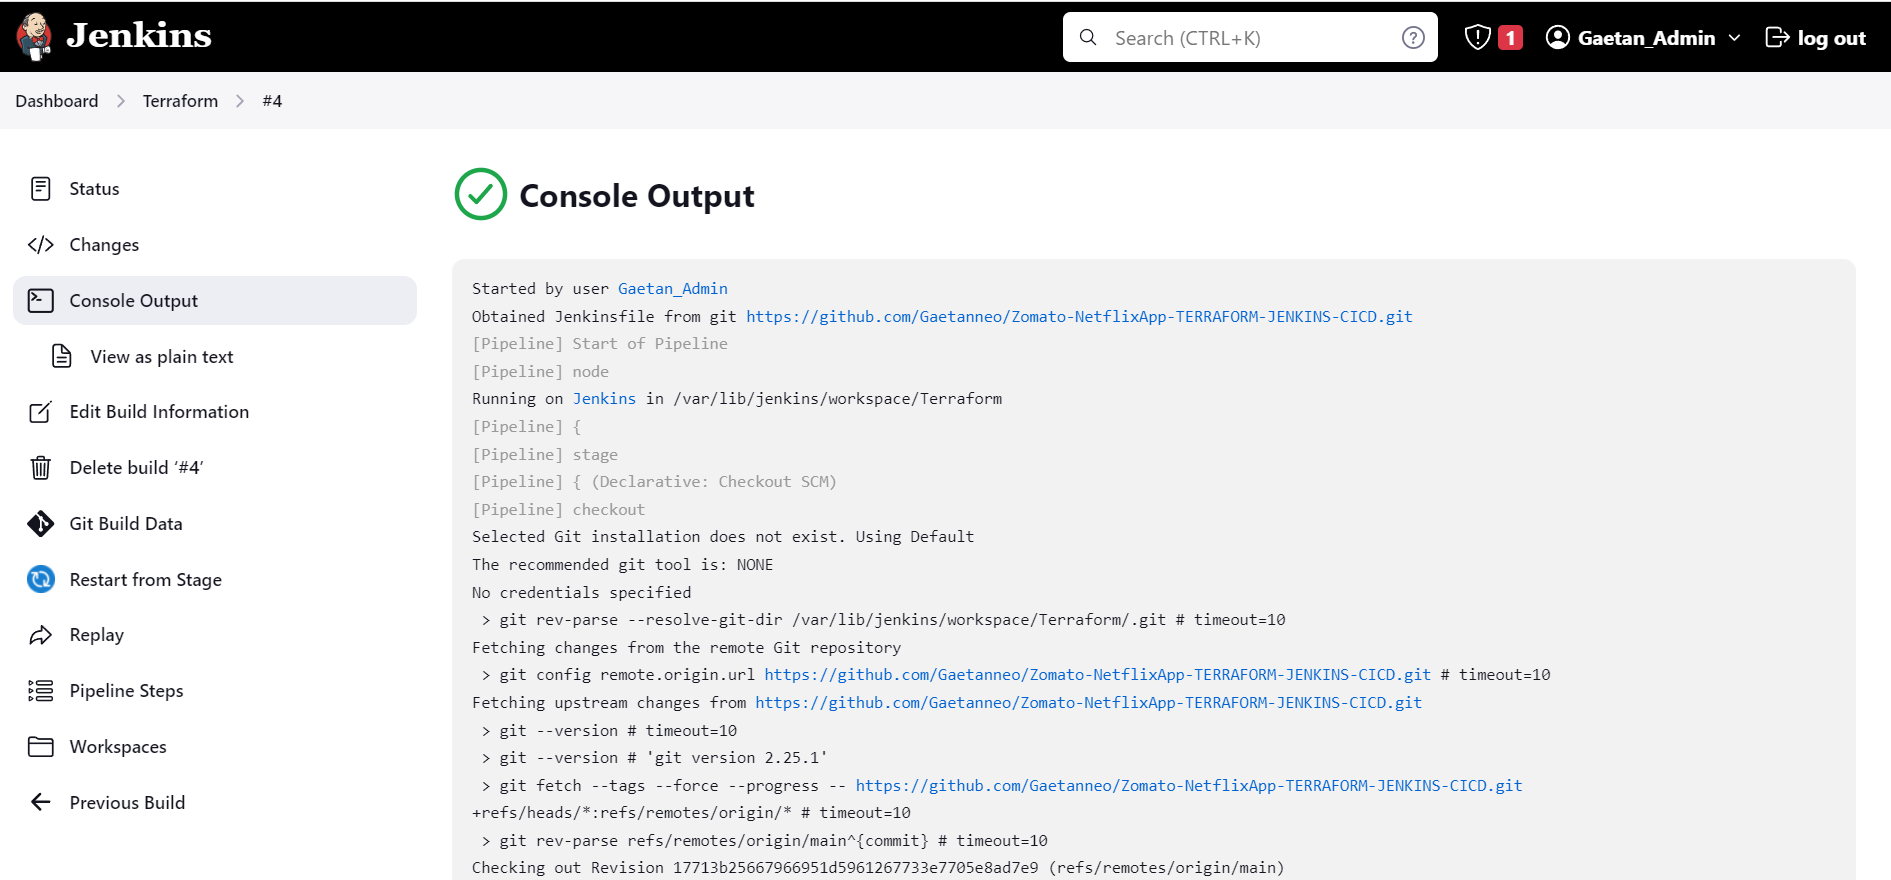 Jenkins
Search (CTRL+K)
1
Gaetan_Admin
log out
Dashboard
Terraform
#4
Status
Changes
Console Output
View as plain text
Edit Build Information
Delete build ‘#4’
Git Build Data
Restart from Stage
Replay
Pipeline Steps
Workspaces
Previous Build
Console Output
Started by user Gaetan_Admin
Obtained Jenkinsfile from git https://github.com/Gaetanneo/Zomato-NetflixApp-TERRAFORM-JENKINS-CICD.git
[Pipeline] Start of Pipeline
[Pipeline] node
Running on Jenkins in /var/lib/jenkins/workspace/Terraform
[Pipeline] {
[Pipeline] stage
[Pipeline] { (Declarative: Checkout SCM)
[Pipeline] checkout
Selected Git installation does not exist. Using Default
The recommended git tool is: NONE
No credentials specified
> git rev-parse --resolve-git-dir /var/lib/jenkins/workspace/Terraform/.git # timeout=10
Fetching changes from the remote Git repository
> git config remote.origin.url https://github.com/Gaetanneo/Zomato-NetflixApp-TERRAFORM-JENKINS-CICD.git # timeout=10
Fetching upstream changes from https://github.com/Gaetanneo/Zomato-NetflixApp-TERRAFORM-JENKINS-CICD.git
> git --version # timeout=10
> git --version # 'git version 2.25.1'
> git fetch --tags --force --progress -- https://github.com/Gaetanneo/Zomato-NetflixApp-TERRAFORM-JENKINS-CICD.git
+refs/heads/*:refs/remotes/origin/* # timeout=10
> git rev-parse refs/remotes/origin/main^{commit} # timeout=10
Checking out Revision 17713b25667966951d5961267733e7705e8ad7e9 (refs/remotes/origin/main)